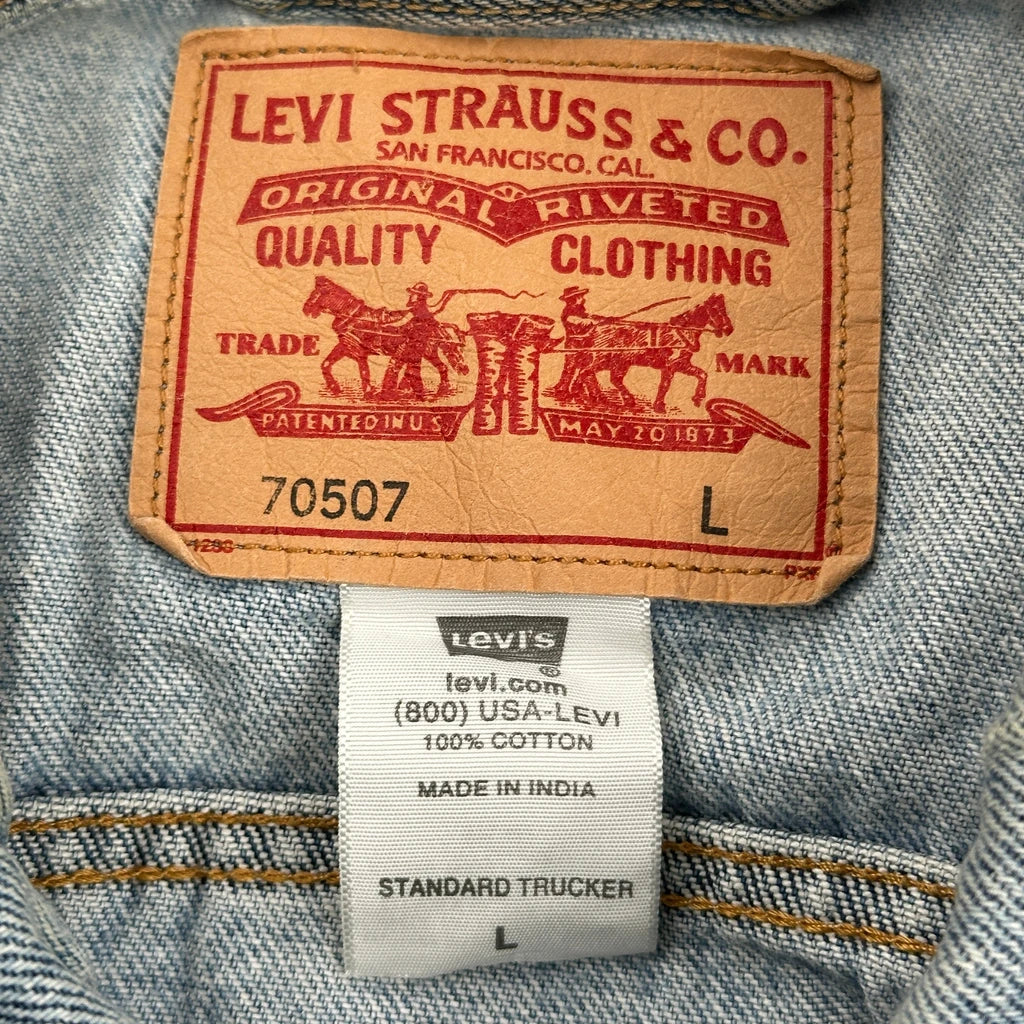 LEVI STRAUSS & CO.
SAN FRANCISCO. CAL.
ORIGINAL RIVETED
QUALITY CLOTHING
TRADE MARK
PATENTED IN U S MAY 20 1873
70507 L
LEVI'S
®
levi.com
(800) USA-LEVI
100% COTTON
MADE IN INDIA
STANDARD TRUCKER
L